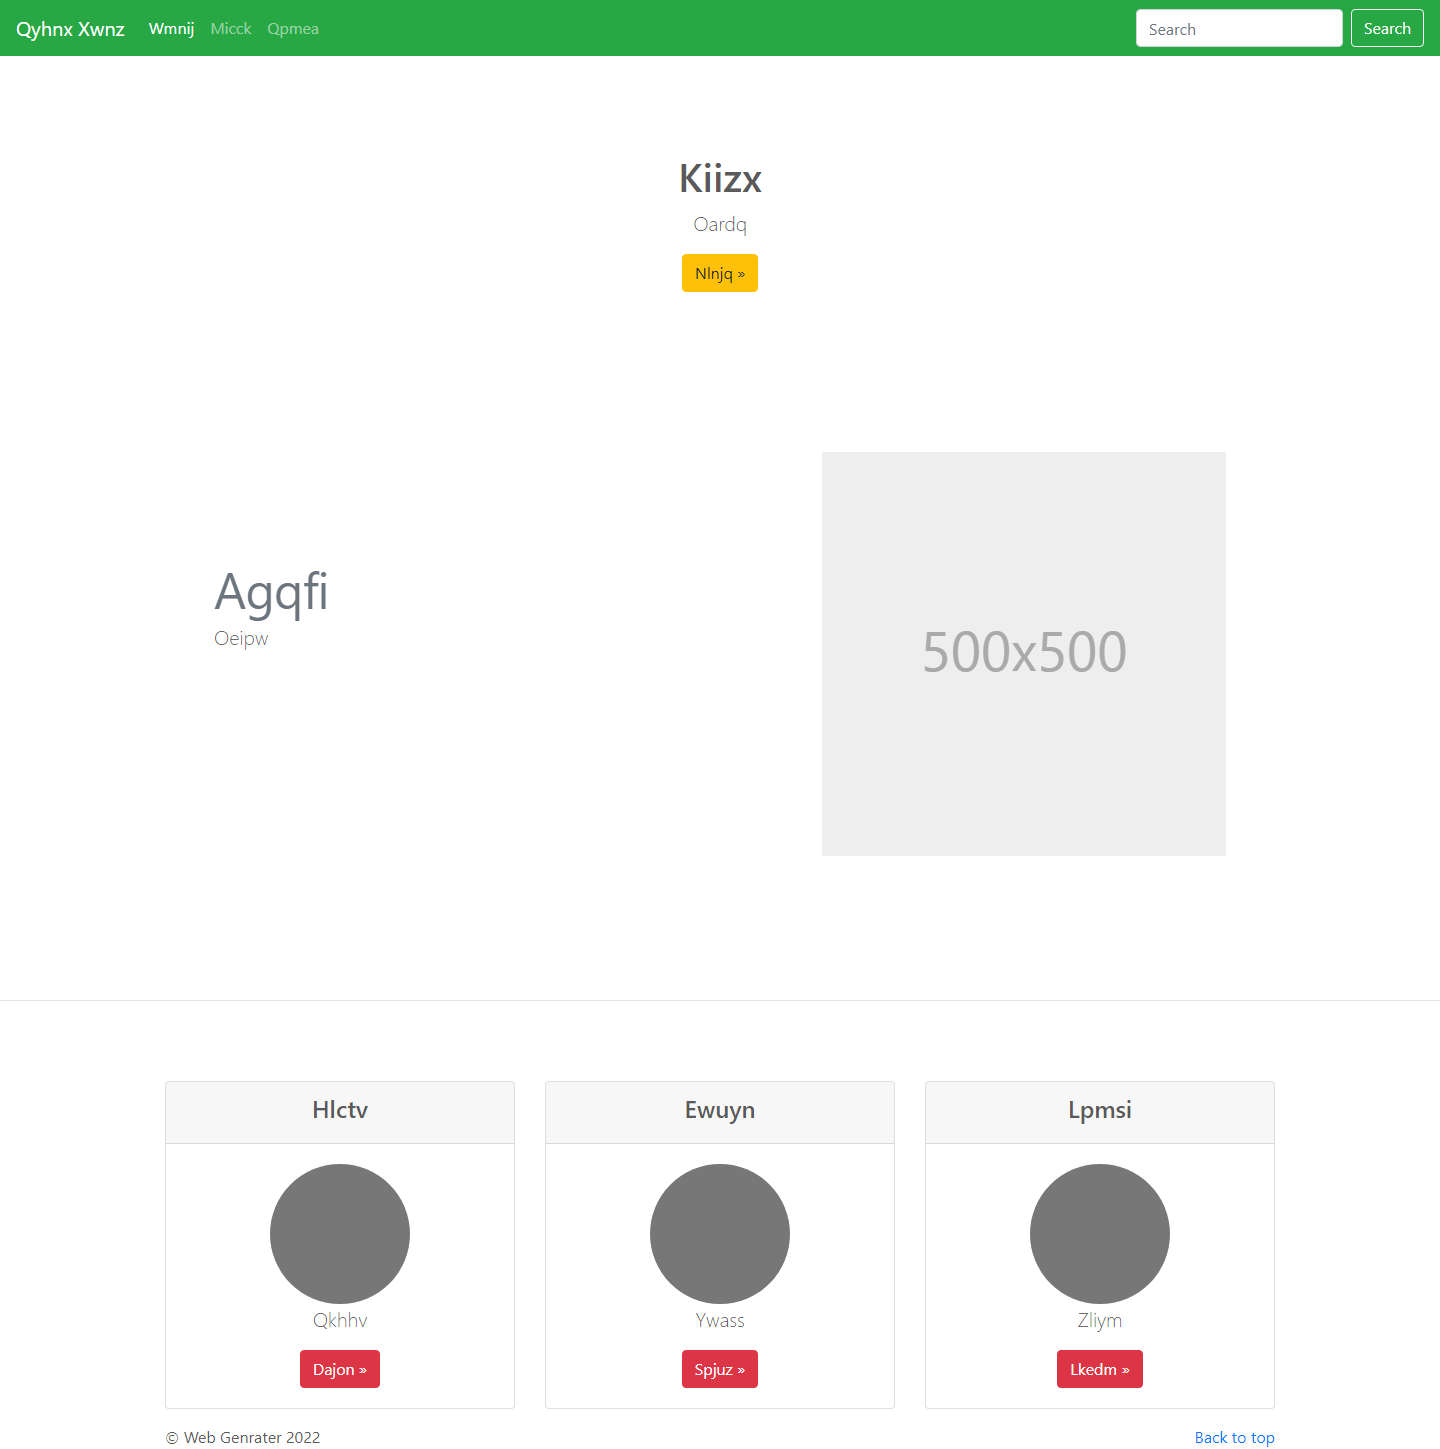 Qyhnx Xwnz Wmnij Micck Qpmea Search Search
Kiizx
Oardq
Nlnjq »
Agqfi
Oeipw
500x500
Hlctv
Qkhhv
Dajon »
Ewuyn
Ywass
Spjuz »
Lpmsi
Zliym
Lkedm »
© Web Genrater 2022
Back to top